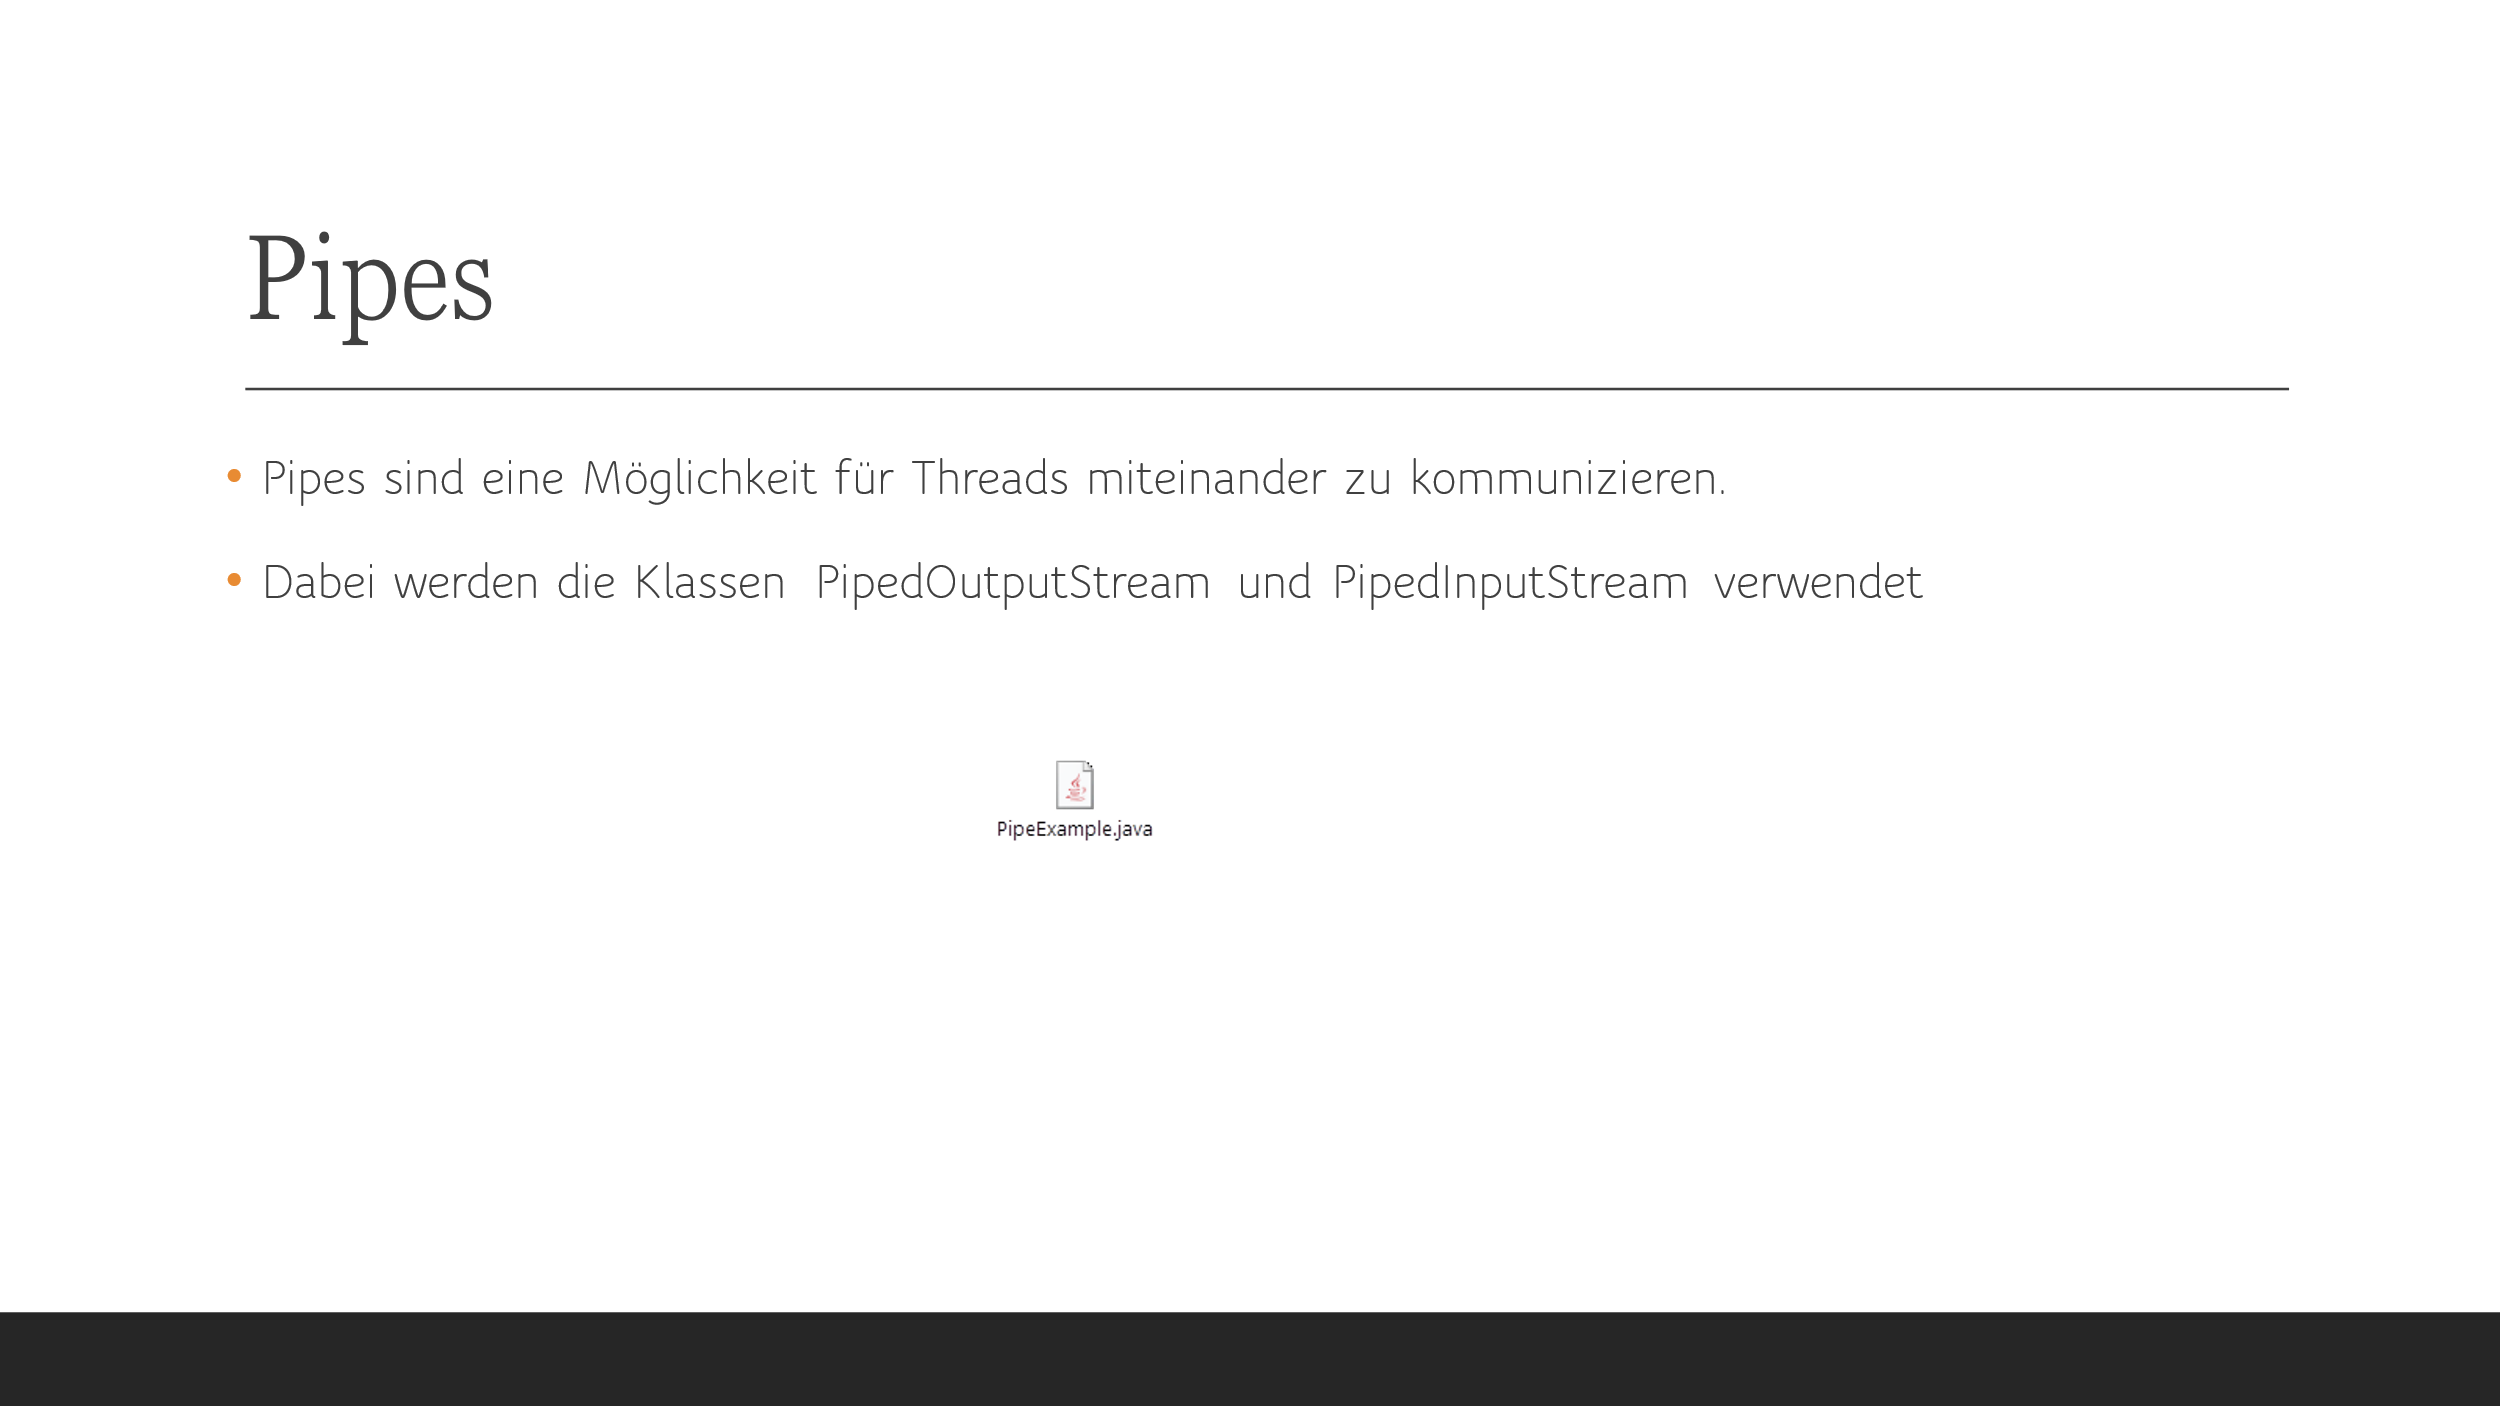 Pipes
• Pipes sind eine Möglichkeit für Threads miteinander zu kommunizieren.
• Dabei werden die Klassen PipedOutputStream und PipedInputStream verwendet
PipeExample.java